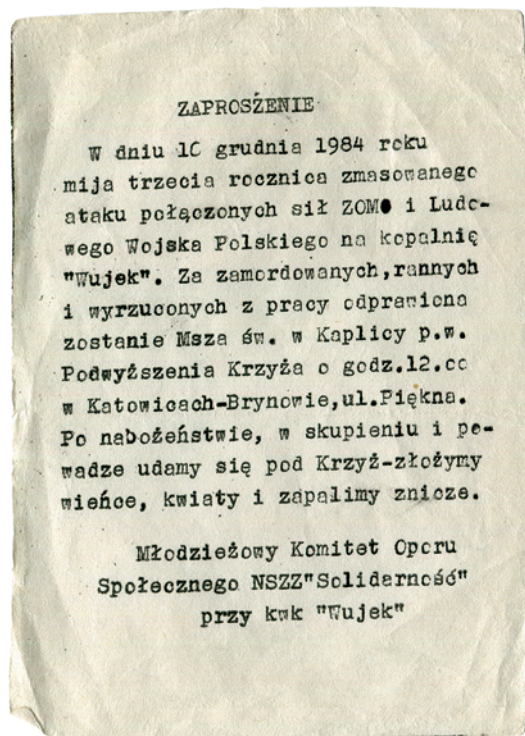 ZAPROSŻENIE
W dniu 16 grudnia 1984 roku
mija trzecia rocznica zmasowanego
ataku połączonych sił ZOMO i Ludo-
wego Wojska Polskiego na kopalnię
"Wujek". Za zamordowanych,rannych
i wyrzuconych z pracy odprawiona
zostanie Msza św. w Kaplicy p.w.
Podwyższenia Krzyża o godz.12.oo
w Katowicach-Brynowie,ul.Piękna.
Po nabożeństwie, w skupieniu i po-
wadze udamy się pod Krzyż-złożymy
wieńce, kwiaty i zapalimy znicze.
Młodzieżowy Komitet Oporu
Społecznego NSZZ"Solidarność"
przy kwk "Wujek"